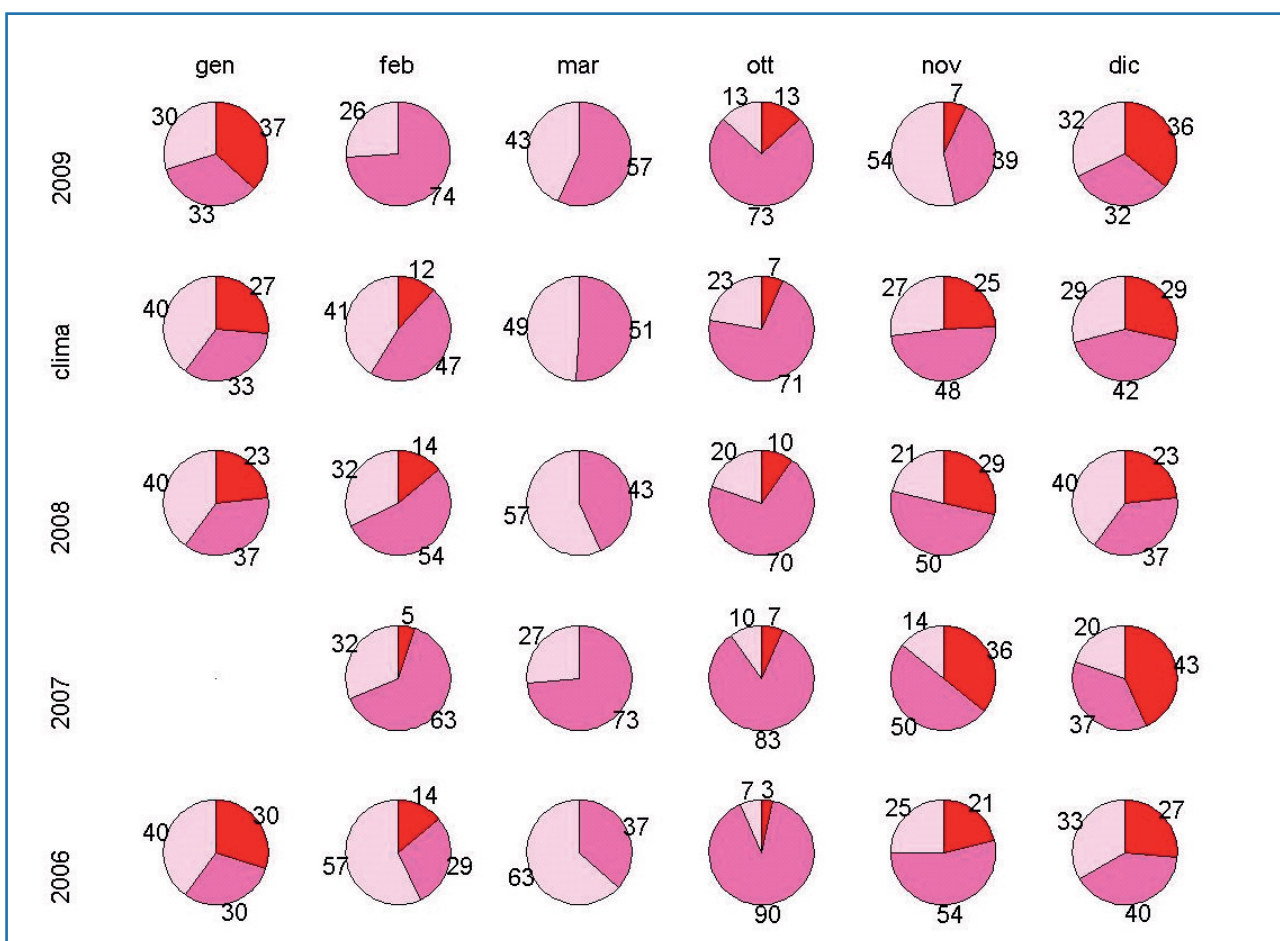 gen feb mar ott nov dic
2009
30 37 33
26 74
43 57
13 13 73
7 54 39
32 36 32
clima
40 27 33
12 41 47
49 51
7 23 71
27 25 48
29 29 42
2008
40 23 37
14 32 54
43 57
10 20 70
21 29 50
23 40 37
2007
5 32 63
27 73
10 7 83
14 36 50
20 43 37
2006
30 40 30
14 57 29
37 63
7 3 90
25 21 54
27 33 40